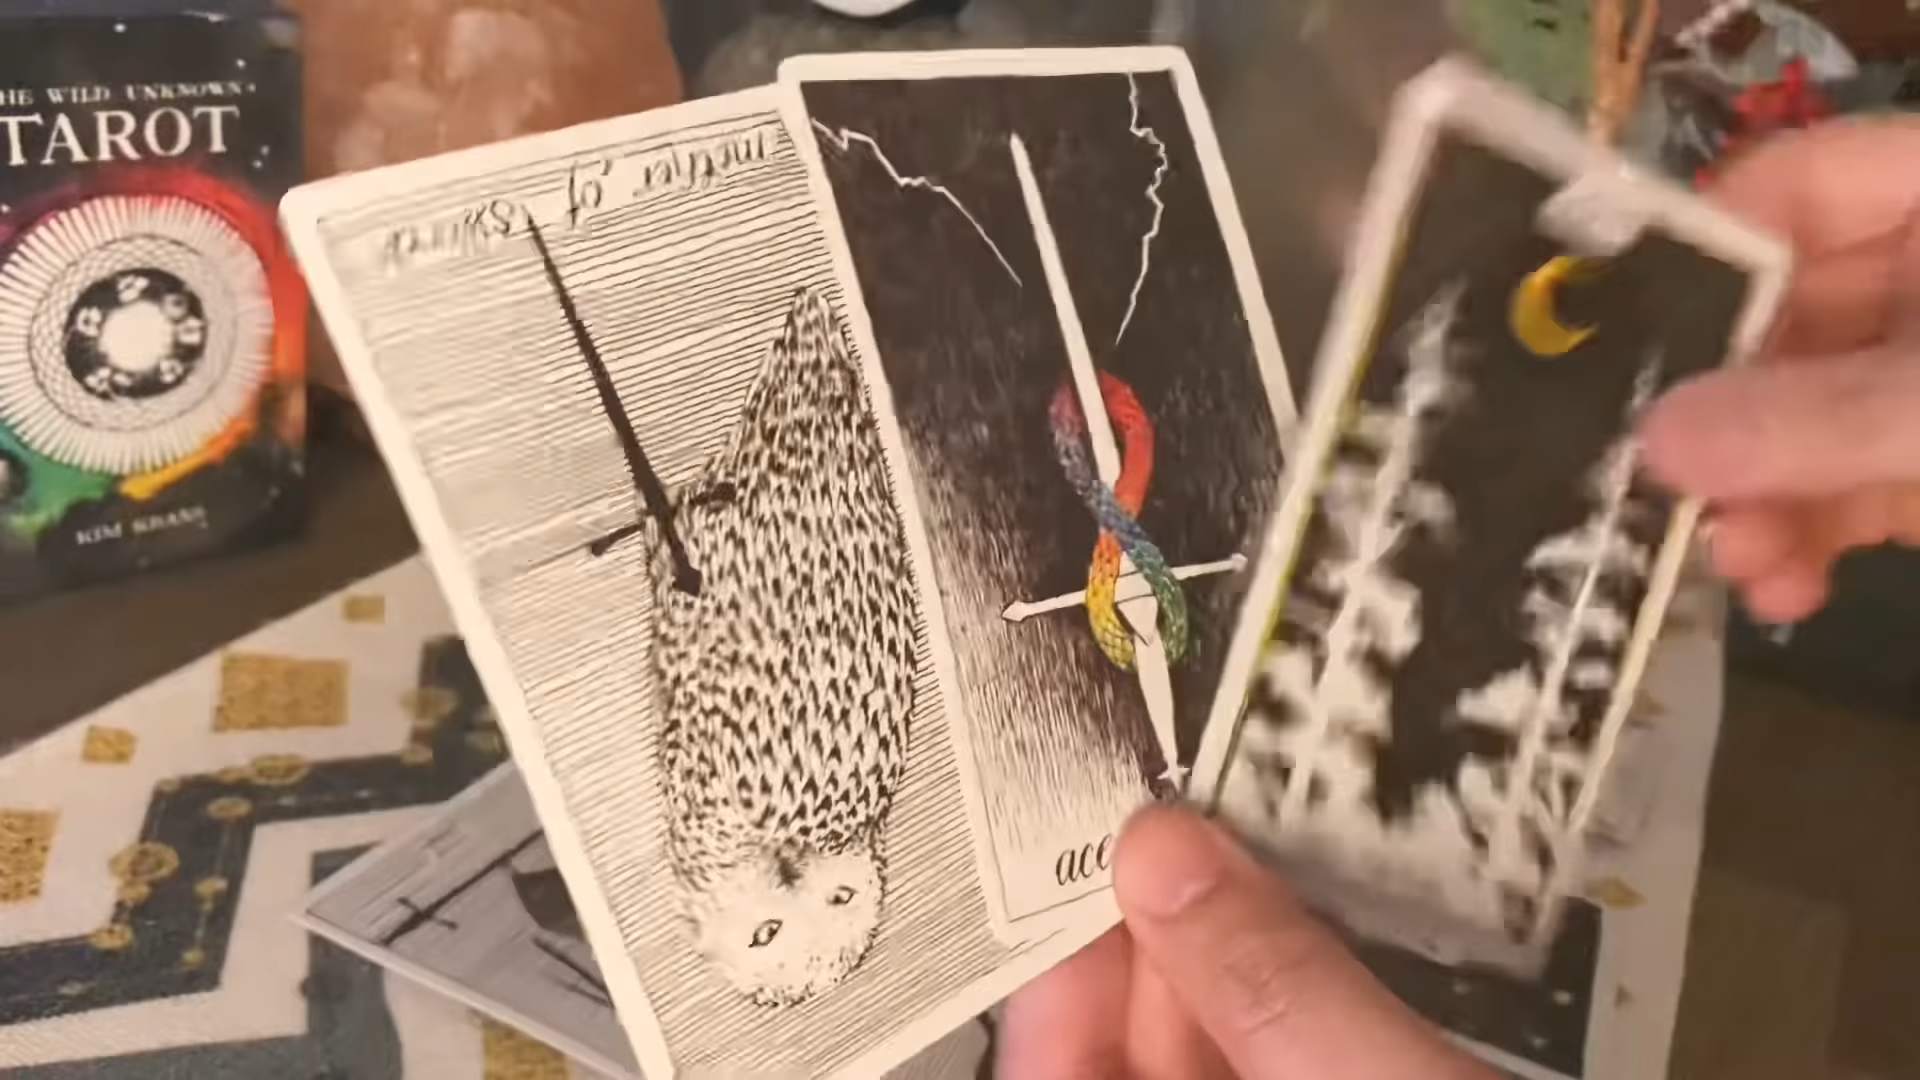 THE WILD UNKNOWN
TAROT
KIM KRANS
mother of swords
ace